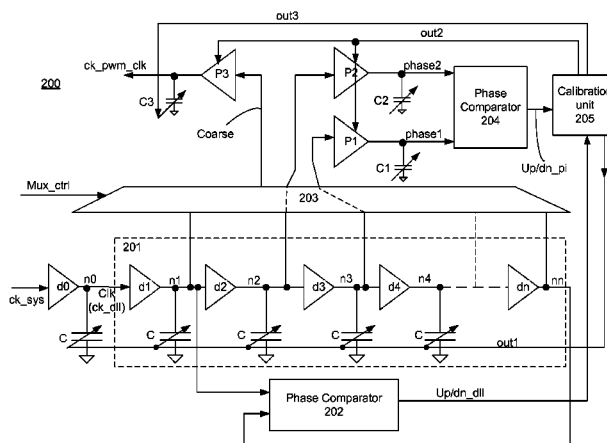 out3
200
ck_pwm_clk
out2
P3
P2
phase2
C3
C2
Phase
Comparator
204
Calibration
unit
205
Coarse
P1
phase1
C1
Up/dn_pi
Mux_ctrl
203
201
d0
n0
d1
n1
d2
n2
d3
n3
d4
n4
dn
nn
ck_sys
Clk
(ck_dll)
C
C
C
C
C
out1
Phase Comparator
202
Up/dn_dll